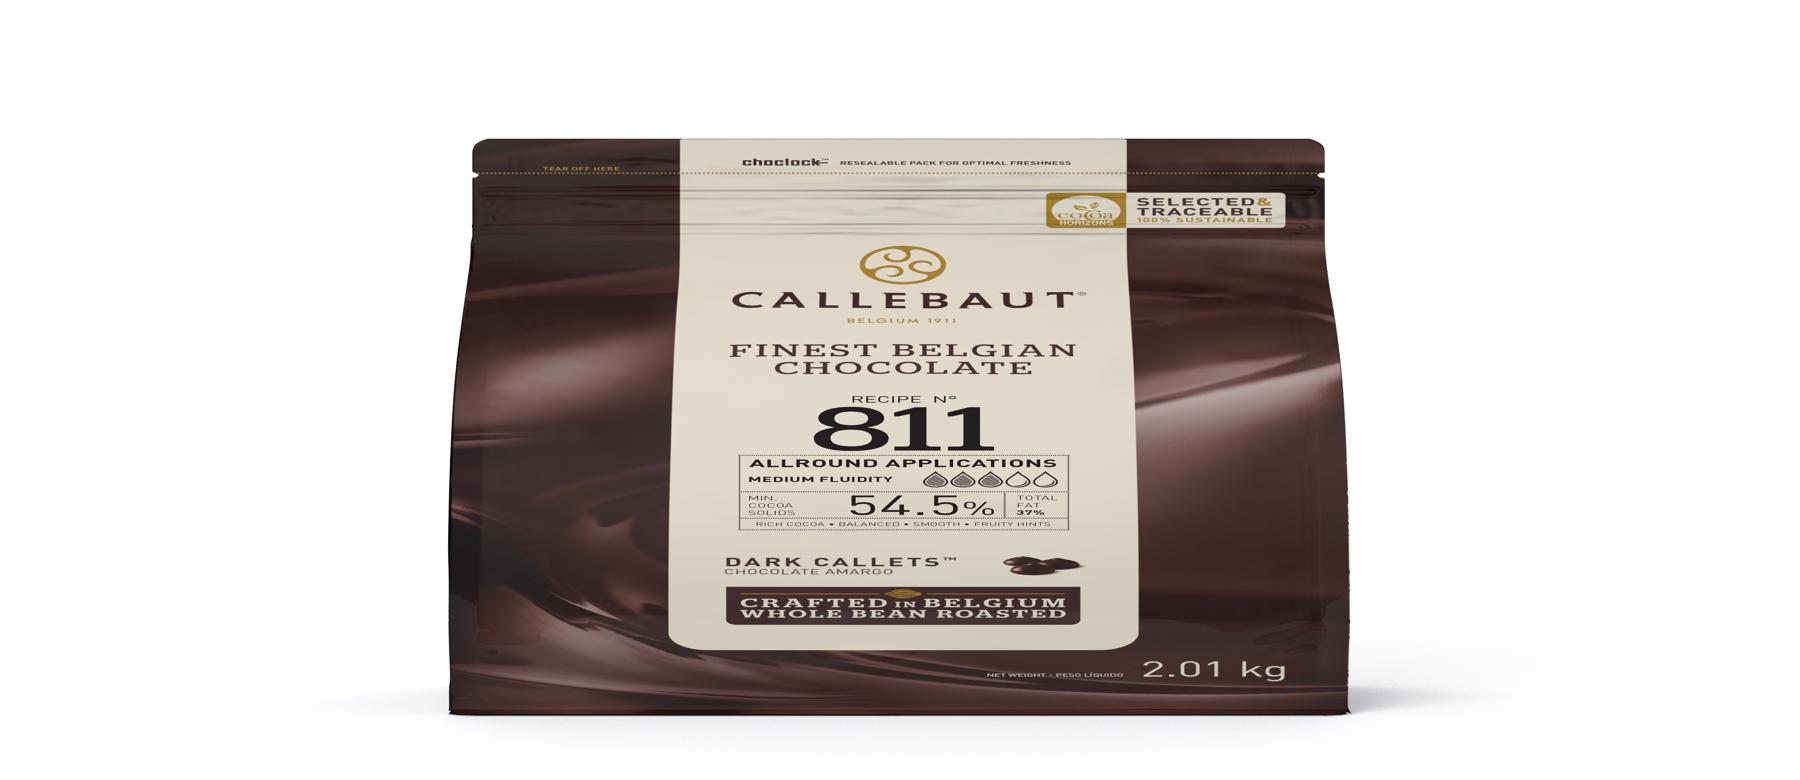 choclock™ RESEALABLE PACK FOR OPTIMAL FRESHNESS
TEAR OFF HERE
cocoa
HORIZONS
SELECTED&
TRACEABLE
100% SUSTAINABLE
CALLEBAUT®
BELGIUM 1911
FINEST BELGIAN
CHOCOLATE
RECIPE Nº
811
ALLROUND APPLICATIONS
MEDIUM FLUIDITY
MIN.
COCOA
SOLIDS
54.5%
TOTAL
FAT
37%
RICH COCOA • BALANCED • SMOOTH • FRUITY HINTS
DARK CALLETS™
CHOCOLATE AMARGO
CRAFTED IN BELGIUM
WHOLE BEAN ROASTED
NET WEIGHT - PESO LÍQUIDO 2.01 kg